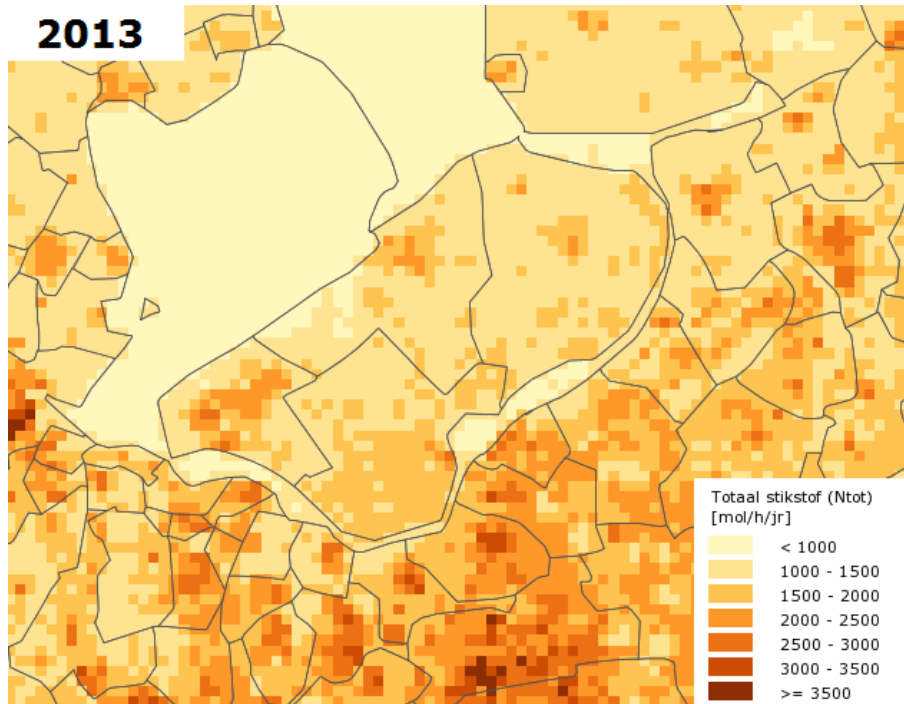 2013
Totaal stikstof (Ntot)
[mol/h/jr]
< 1000
1000 - 1500
1500 - 2000
2000 - 2500
2500 - 3000
3000 - 3500
>= 3500